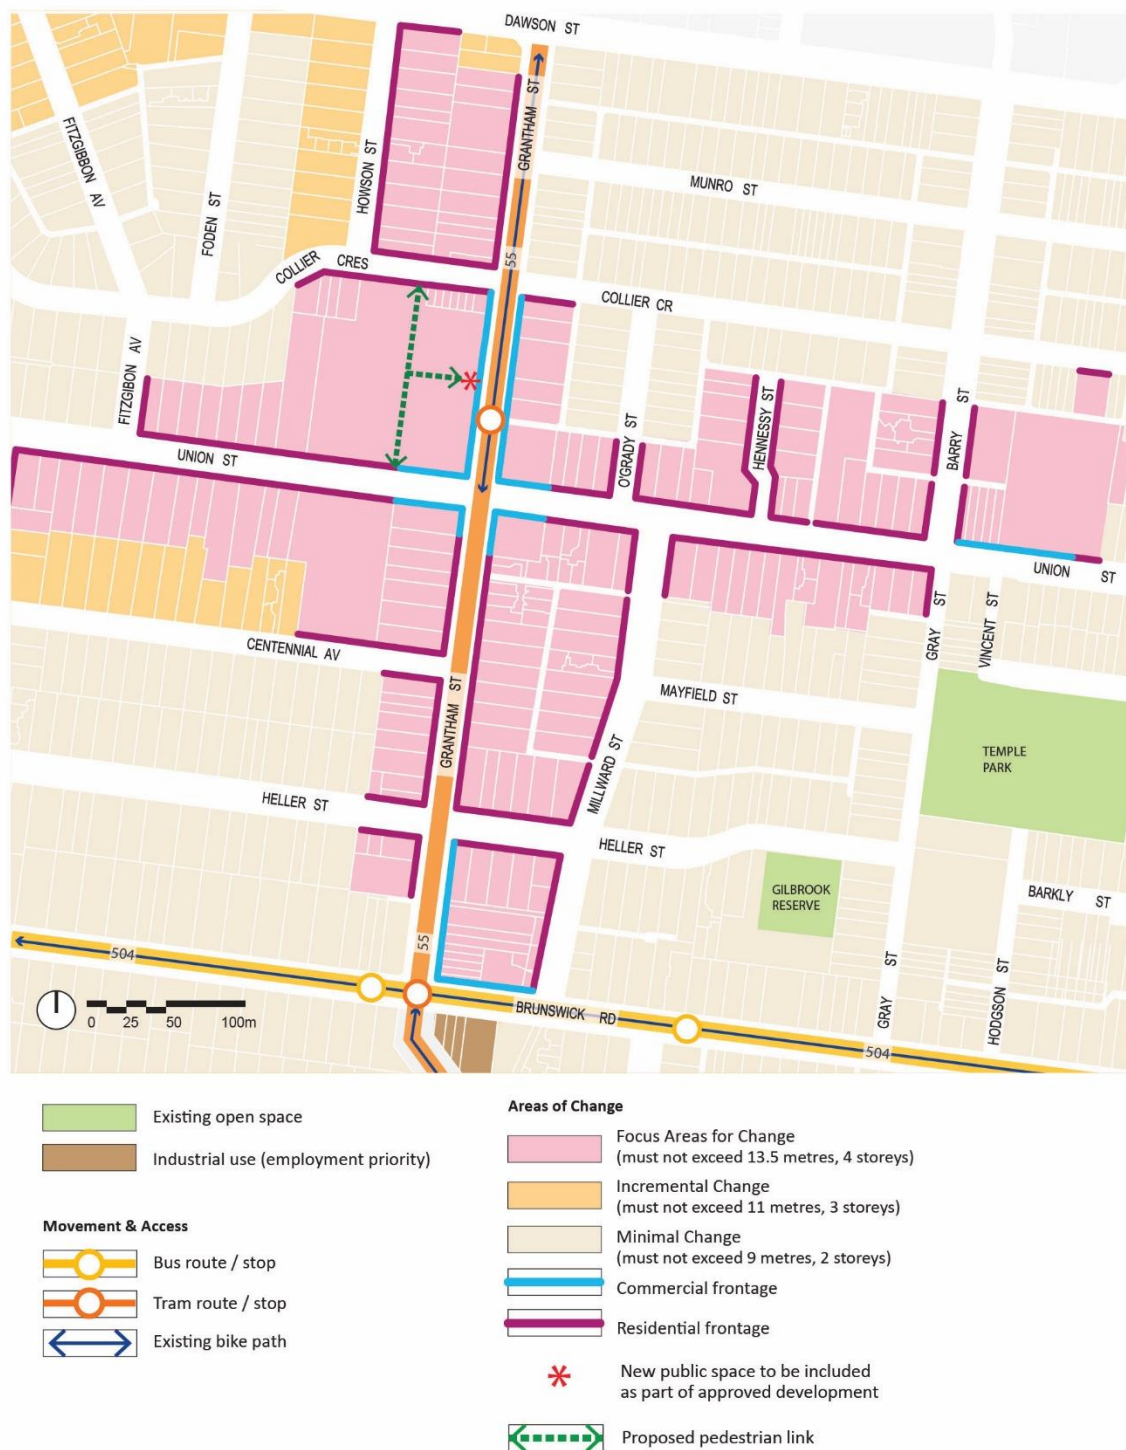 DAWSON ST
GRANTHAM ST
FITZGIBBON AV
FODEN ST
HOWSON ST
MUNRO ST
55
COLLIER CRES
COLLIER CR
FITZGIBON AV
O'GRADY ST
HENNESSY ST
BARRY ST
UNION ST
UNION ST
CENTENNIAL AV
GRAY ST
VINCENT ST
MAYFIELD ST
GRANTHAM ST
MILLWARD ST
TEMPLE
PARK
HELLER ST
HELLER ST
GILBROOK
RESERVE
BARKLY ST
504
55
GRAY ST
HODGSON ST
BRUNSWICK RD
504
0 25 50 100m
Existing open space
Industrial use (employment priority)
Movement & Access
Bus route / stop
Tram route / stop
Existing bike path
Areas of Change
Focus Areas for Change
(must not exceed 13.5 metres, 4 storeys)
Incremental Change
(must not exceed 11 metres, 3 storeys)
Minimal Change
(must not exceed 9 metres, 2 storeys)
Commercial frontage
Residential frontage
New public space to be included
as part of approved development
Proposed pedestrian link